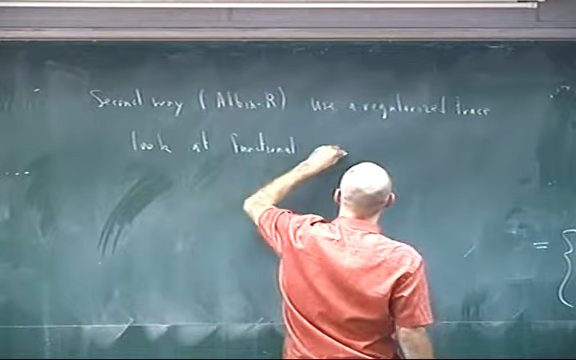 Second way (Albin-R) Use a regularized trace
look at functional
= {